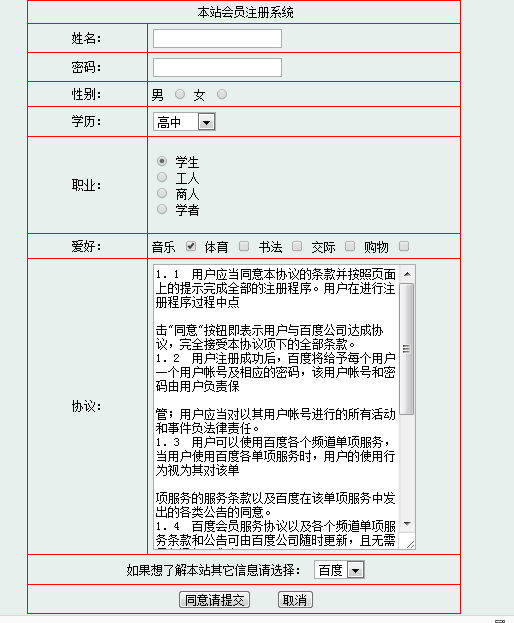 本站会员注册系统
姓名：
密码：
性别： 男 女
学历： 高中
职业：
学生
工人
商人
学者
爱好： 音乐 体育 书法 交际 购物
协议：
1.1 用户应当同意本协议的条款并按照页面
上的提示完成全部的注册程序。用户在进行注
册程序过程中点
击"同意"按钮即表示用户与百度公司达成协
议，完全接受本协议项下的全部条款。
1.2 用户注册成功后，百度将给予每个用户
一个用户帐号及相应的密码，该用户帐号和密
码由用户负责保
管；用户应当对以其用户帐号进行的所有活动
和事件负法律责任。
1.3 用户可以使用百度各个频道单项服务，
当用户使用百度各单项服务时，用户的使用行
为视为其对该单
项服务的服务条款以及百度在该单项服务中发
出的各类公告的同意。
1.4 百度会员服务协议以及各个频道单项服
务条款和公告可由百度公司随时更新，且无需
如果想了解本站其它信息请选择： 百度
同意请提交 取消